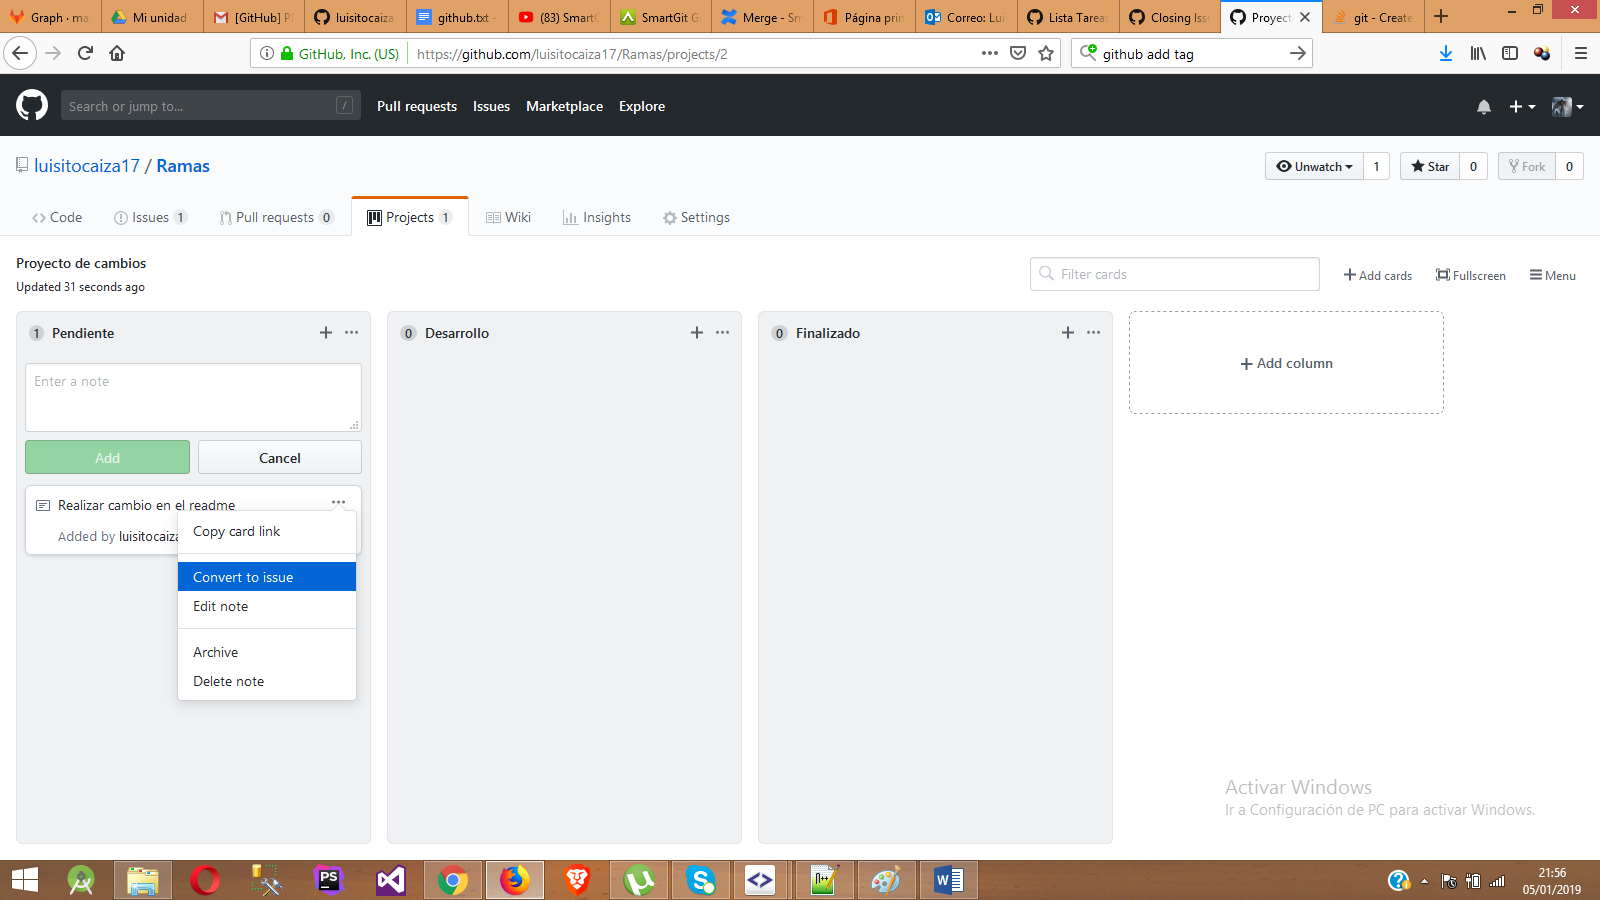 Graph · ma
Mi unidad
[GitHub] Pl
luisitocaiza
github.txt -
(83) SmartG
SmartGit G
Merge - Sm
Página prin
Correo: Lui
Lista Tareas
Closing Iss
Proyect
git - Create
GitHub, Inc. (US)
https://github.com/luisitocaiza17/Ramas/projects/2
github add tag
Search or jump to...
/
Pull requests
Issues
Marketplace
Explore
luisitocaiza17 / Ramas
Unwatch
1
Star
0
Fork
0
Code
Issues 1
Pull requests 0
Projects 1
Wiki
Insights
Settings
Proyecto de cambios
Updated 31 seconds ago
Filter cards
Add cards
Fullscreen
Menu
1 Pendiente
0 Desarrollo
0 Finalizado
Add column
Enter a note
Add
Cancel
Realizar cambio en el readme
Added by luisitocaiza
Copy card link
Convert to issue
Edit note
Archive
Delete note
Activar Windows
Ir a Configuración de PC para activar Windows.
PS
21:56
05/01/2019